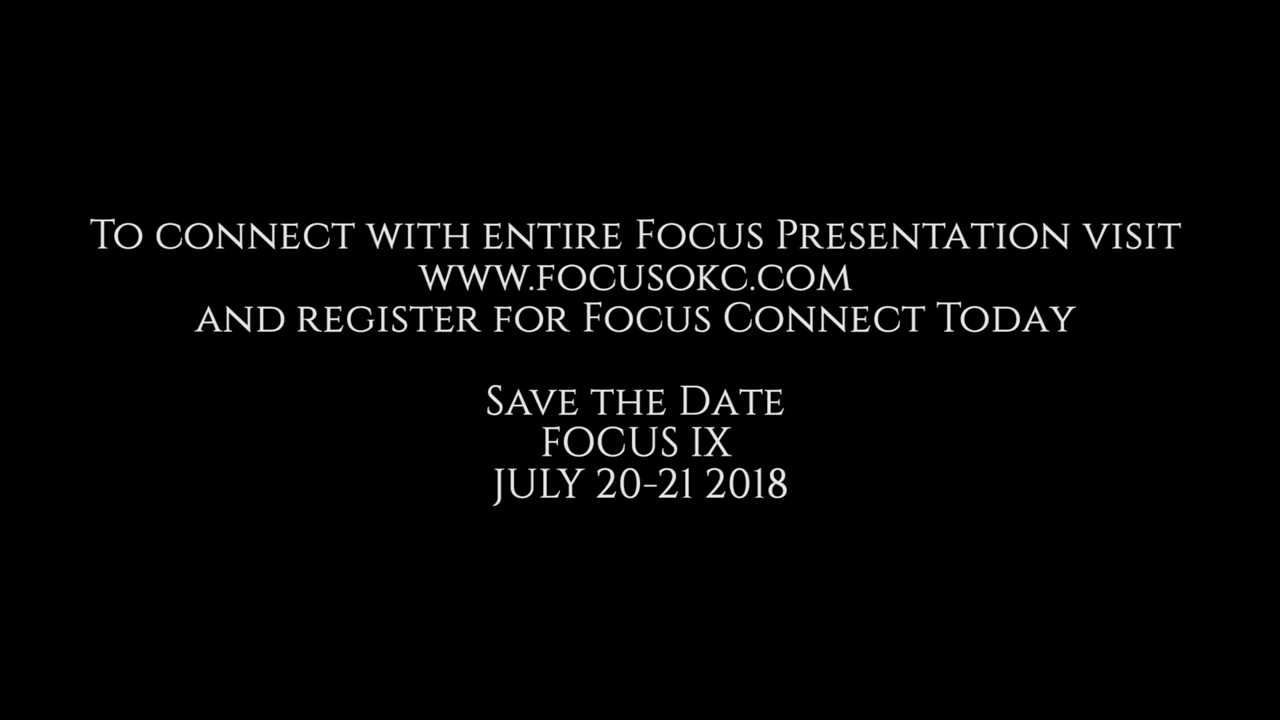 To connect with entire Focus Presentation visit
www.focusokc.com
and register for Focus Connect Today
Save the Date
FOCUS IX
JULY 20-21 2018